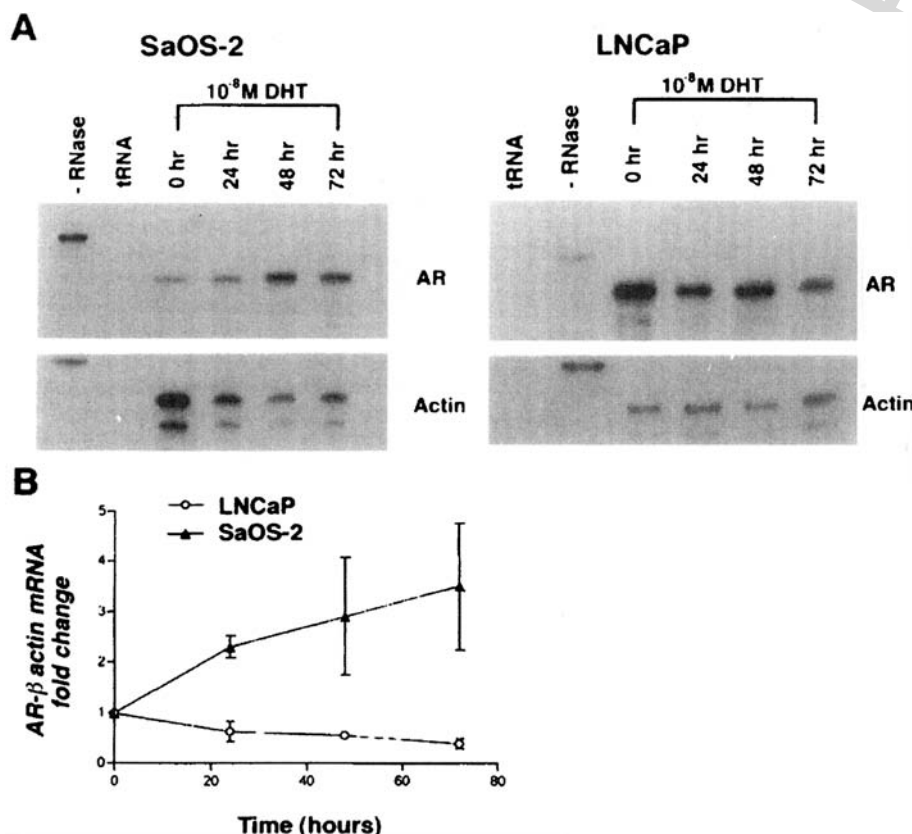 A
SaOS-2
LNCaP
10⁻⁸M DHT
- RNase
tRNA
0 hr
24 hr
48 hr
72 hr
AR
Actin
10⁻⁸M DHT
tRNA
- RNase
0 hr
24 hr
48 hr
72 hr
AR
Actin
B
LNCaP
SaOS-2
AR-β actin mRNA
fold change
5
4
3
2
1
0
0
20
40
60
80
Time (hours)